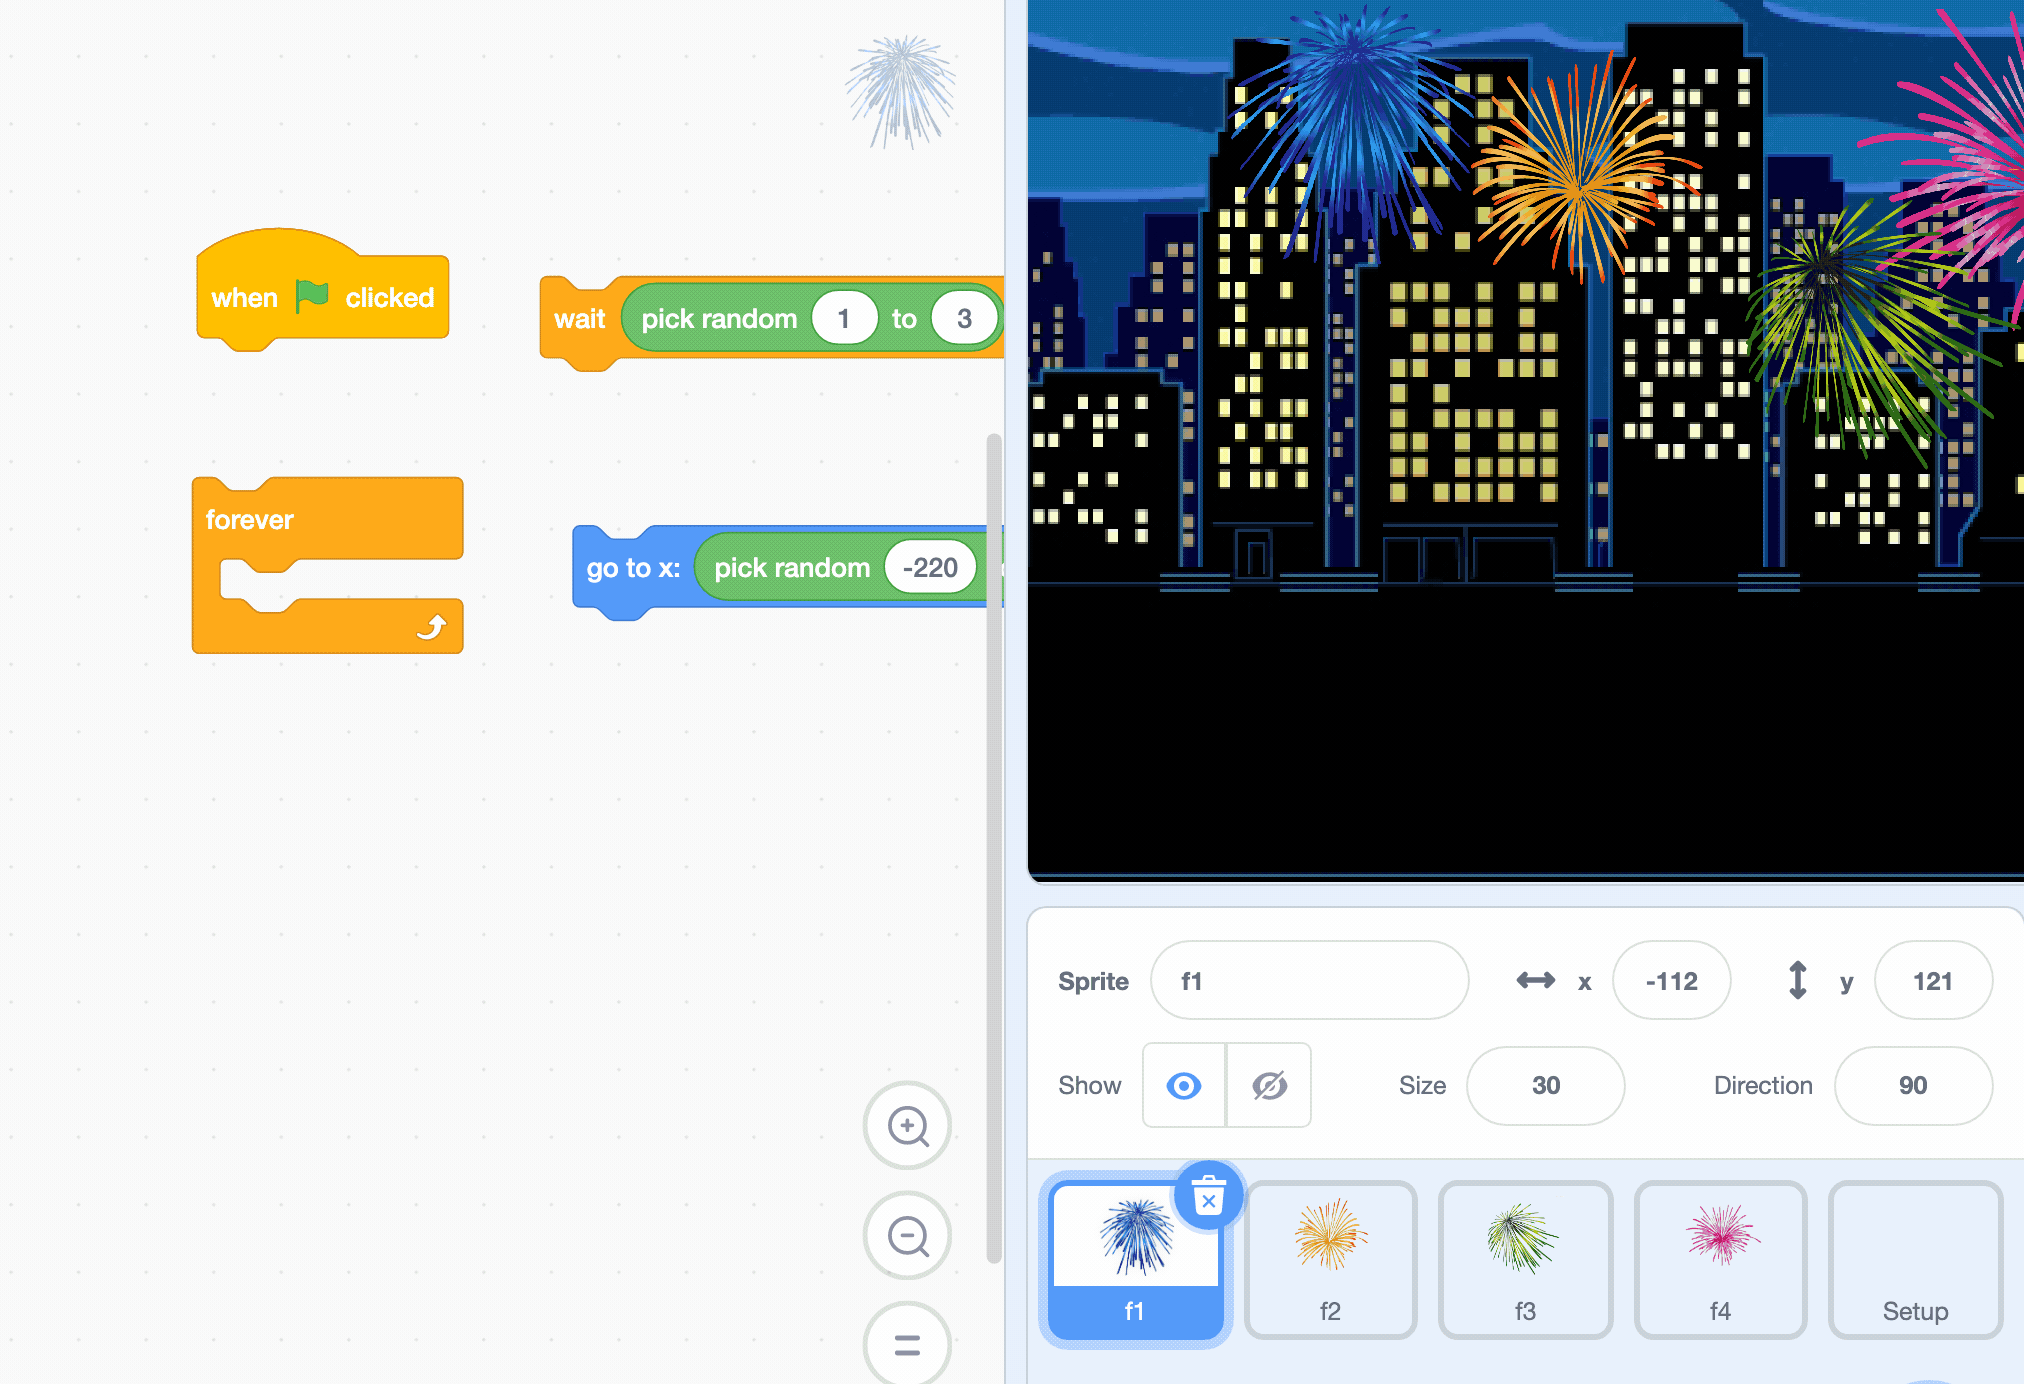 when clicked
wait pick random 1 to 3
forever
go to x: pick random -220
Sprite f1 x -112 y 121
Show Size 30 Direction 90
f1 f2 f3 f4 Setup